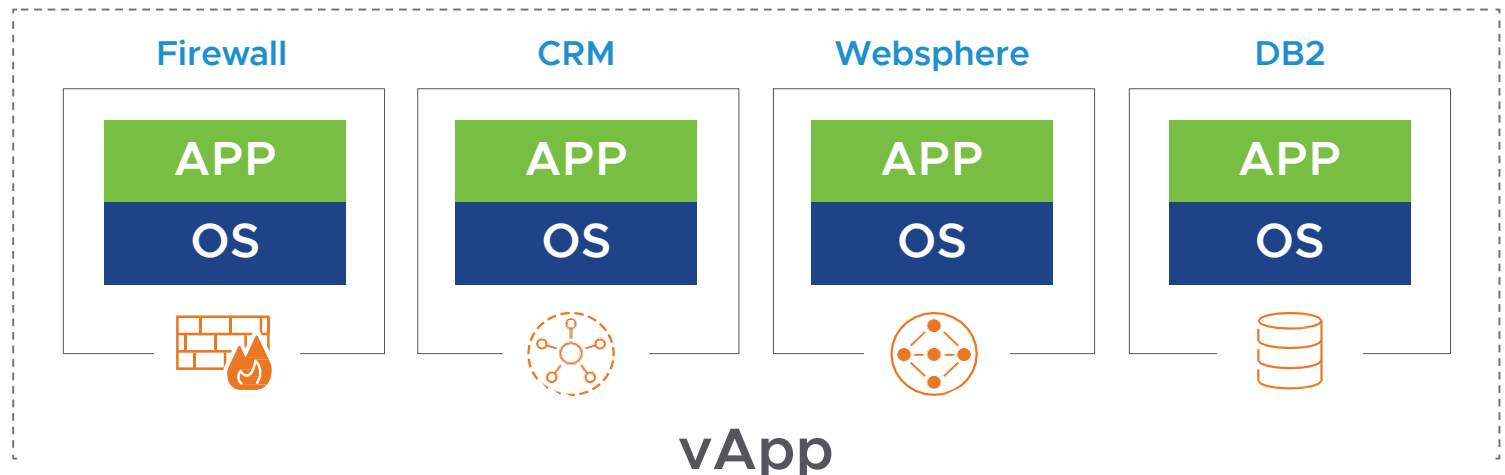 Firewall CRM Websphere DB2
APP APP APP APP
OS OS OS OS
vApp